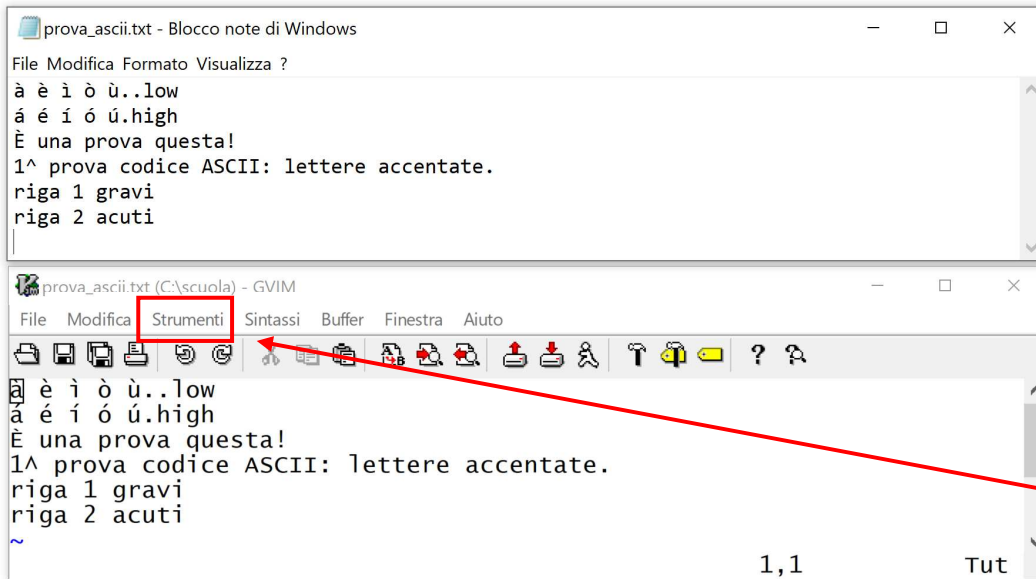 prova_ascii.txt - Blocco note di Windows
File Modifica Formato Visualizza ?
à è ì ò ù..low
á é í ó ú.high
È una prova questa!
1^ prova codice ASCII: lettere accentate.
riga 1 gravi
riga 2 acuti
prova_ascii.txt (C:\scuola) - GVIM
File Modifica Strumenti Sintassi Buffer Finestra Aiuto
à è ì ò ù..low
á é í ó ú.high
È una prova questa!
1^ prova codice ASCII: lettere accentate.
riga 1 gravi
riga 2 acuti
~
1,1 Tut